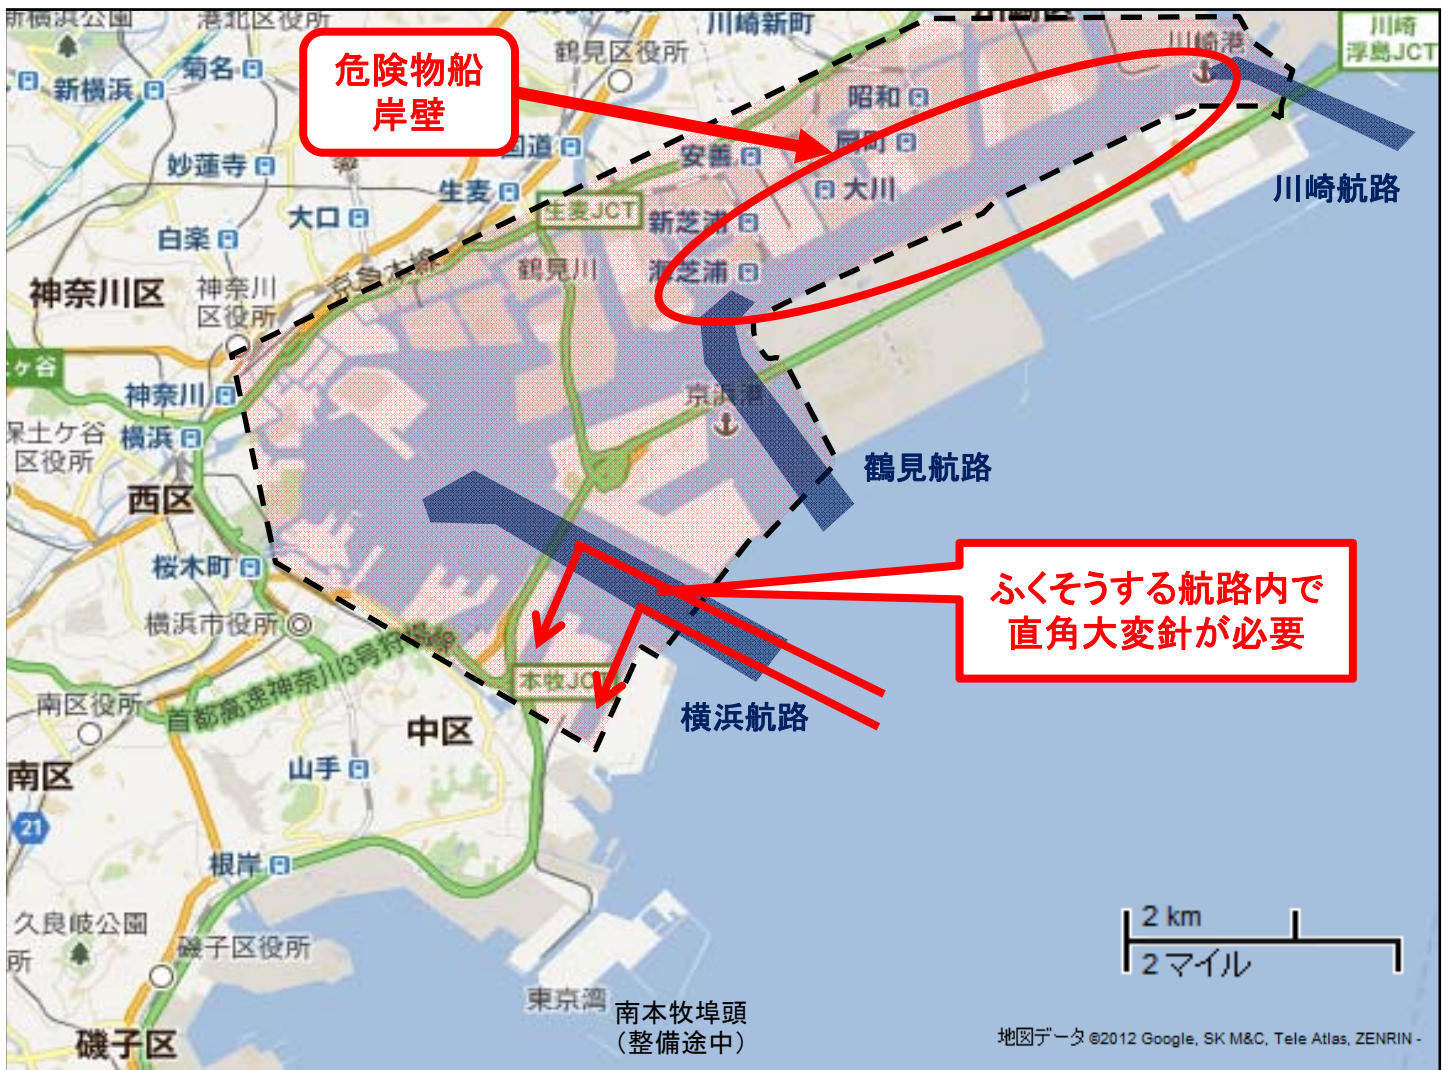 新横浜公園
港北区役所
川崎新町
川崎港
川崎
浮島JCT
鶴見区役所
菊名
新横浜
危険物船
岸壁
昭和
国道
安善
妙蓮寺
生麦
大川
川崎航路
大口
生麦JCT
新芝浦
白楽
京急本線
鶴見川
海芝浦
神奈川区
神奈川
区役所
神奈川
京浜港
保土ケ谷
区役所
横浜
鶴見航路
西区
桜木町
ふくそうする航路内で
直角大変針が必要
横浜市役所
首都高速神奈川3号狩場線
本牧JCT
南区役所
横浜航路
中区
山手
南区
21
根岸
久良岐公園
磯子区役所
2 km
2 マイル
東京湾
南本牧埠頭
（整備途中）
磯子区
地図データ ©2012 Google, SK M&C, Tele Atlas, ZENRIN -